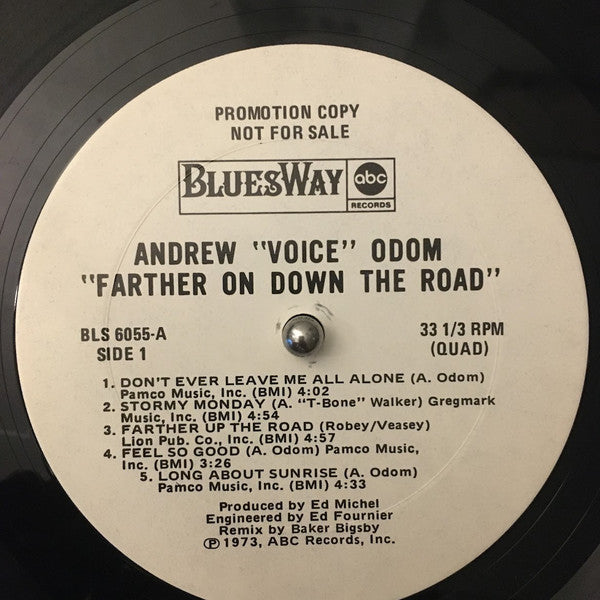 PROMOTION COPY
NOT FOR SALE
BLUESWAY abc
RECORDS
ANDREW "VOICE" ODOM
"FARTHER ON DOWN THE ROAD"
BLS 6055-A
SIDE 1
33 1/3 RPM
(QUAD)
1. DON'T EVER LEAVE ME ALL ALONE (A. Odom)
Pamco Music, Inc. (BMI) 4:02
2. STORMY MONDAY (A. "T-Bone" Walker) Gregmark
Music, Inc. (BMI) 4:54
3. FARTHER UP THE ROAD (Robey/Veasey)
Lion Pub. Co., Inc. (BMI) 4:57
4. FEEL SO GOOD (A. Odom) Pamco Music,
Inc. (BMI) 3:26
5. LONG ABOUT SUNRISE (A. Odom)
Pamco Music, Inc. (BMI) 4:33
Produced by Ed Michel
Engineered by Ed Fournier
Remix by Baker Bigsby
℗ 1973, ABC Records, Inc.